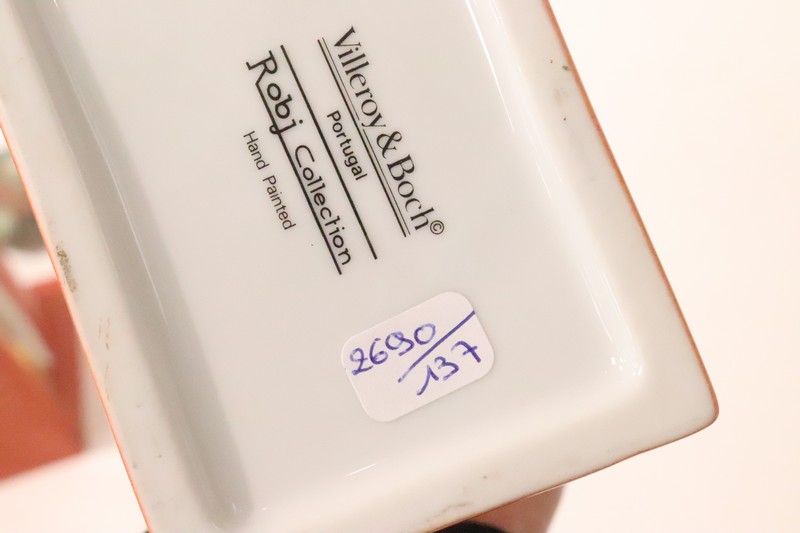 Villeroy & Boch©
Portugal
Robj Collection
Hand Painted
2690/137